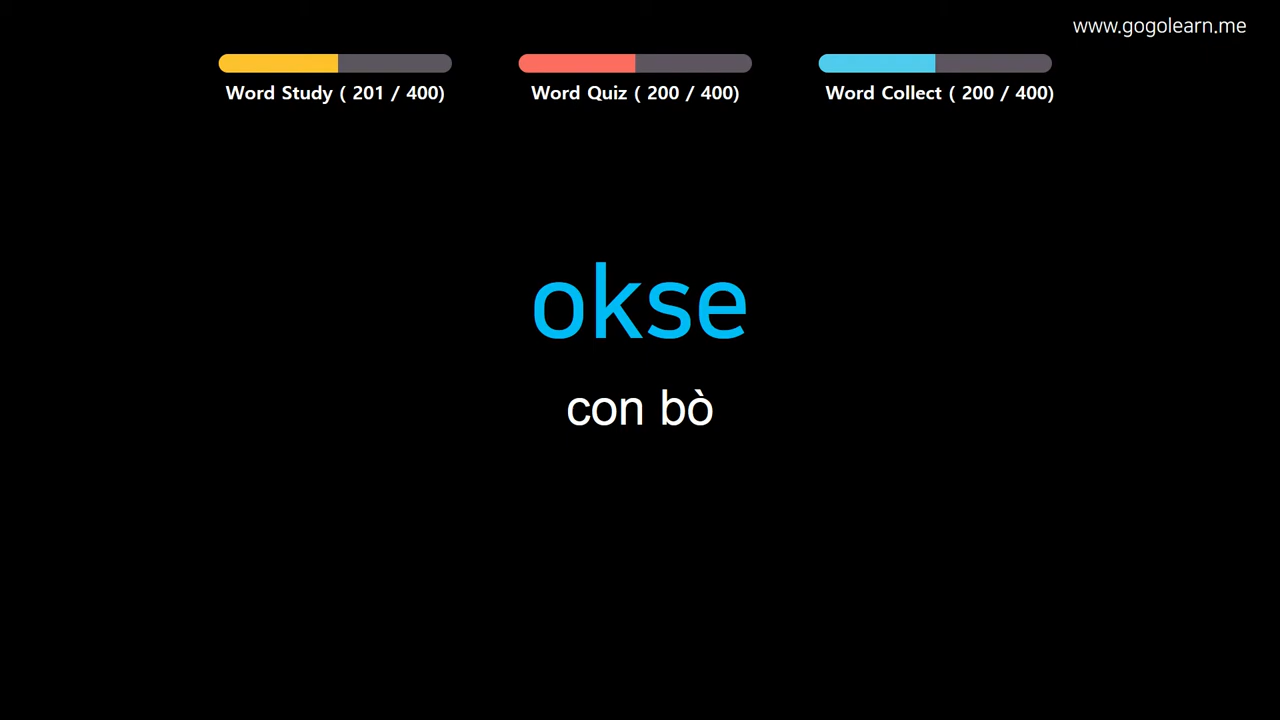 www.gogolearn.me
Word Study ( 201 / 400)
Word Quiz ( 200 / 400)
Word Collect ( 200 / 400)
okse
con bò